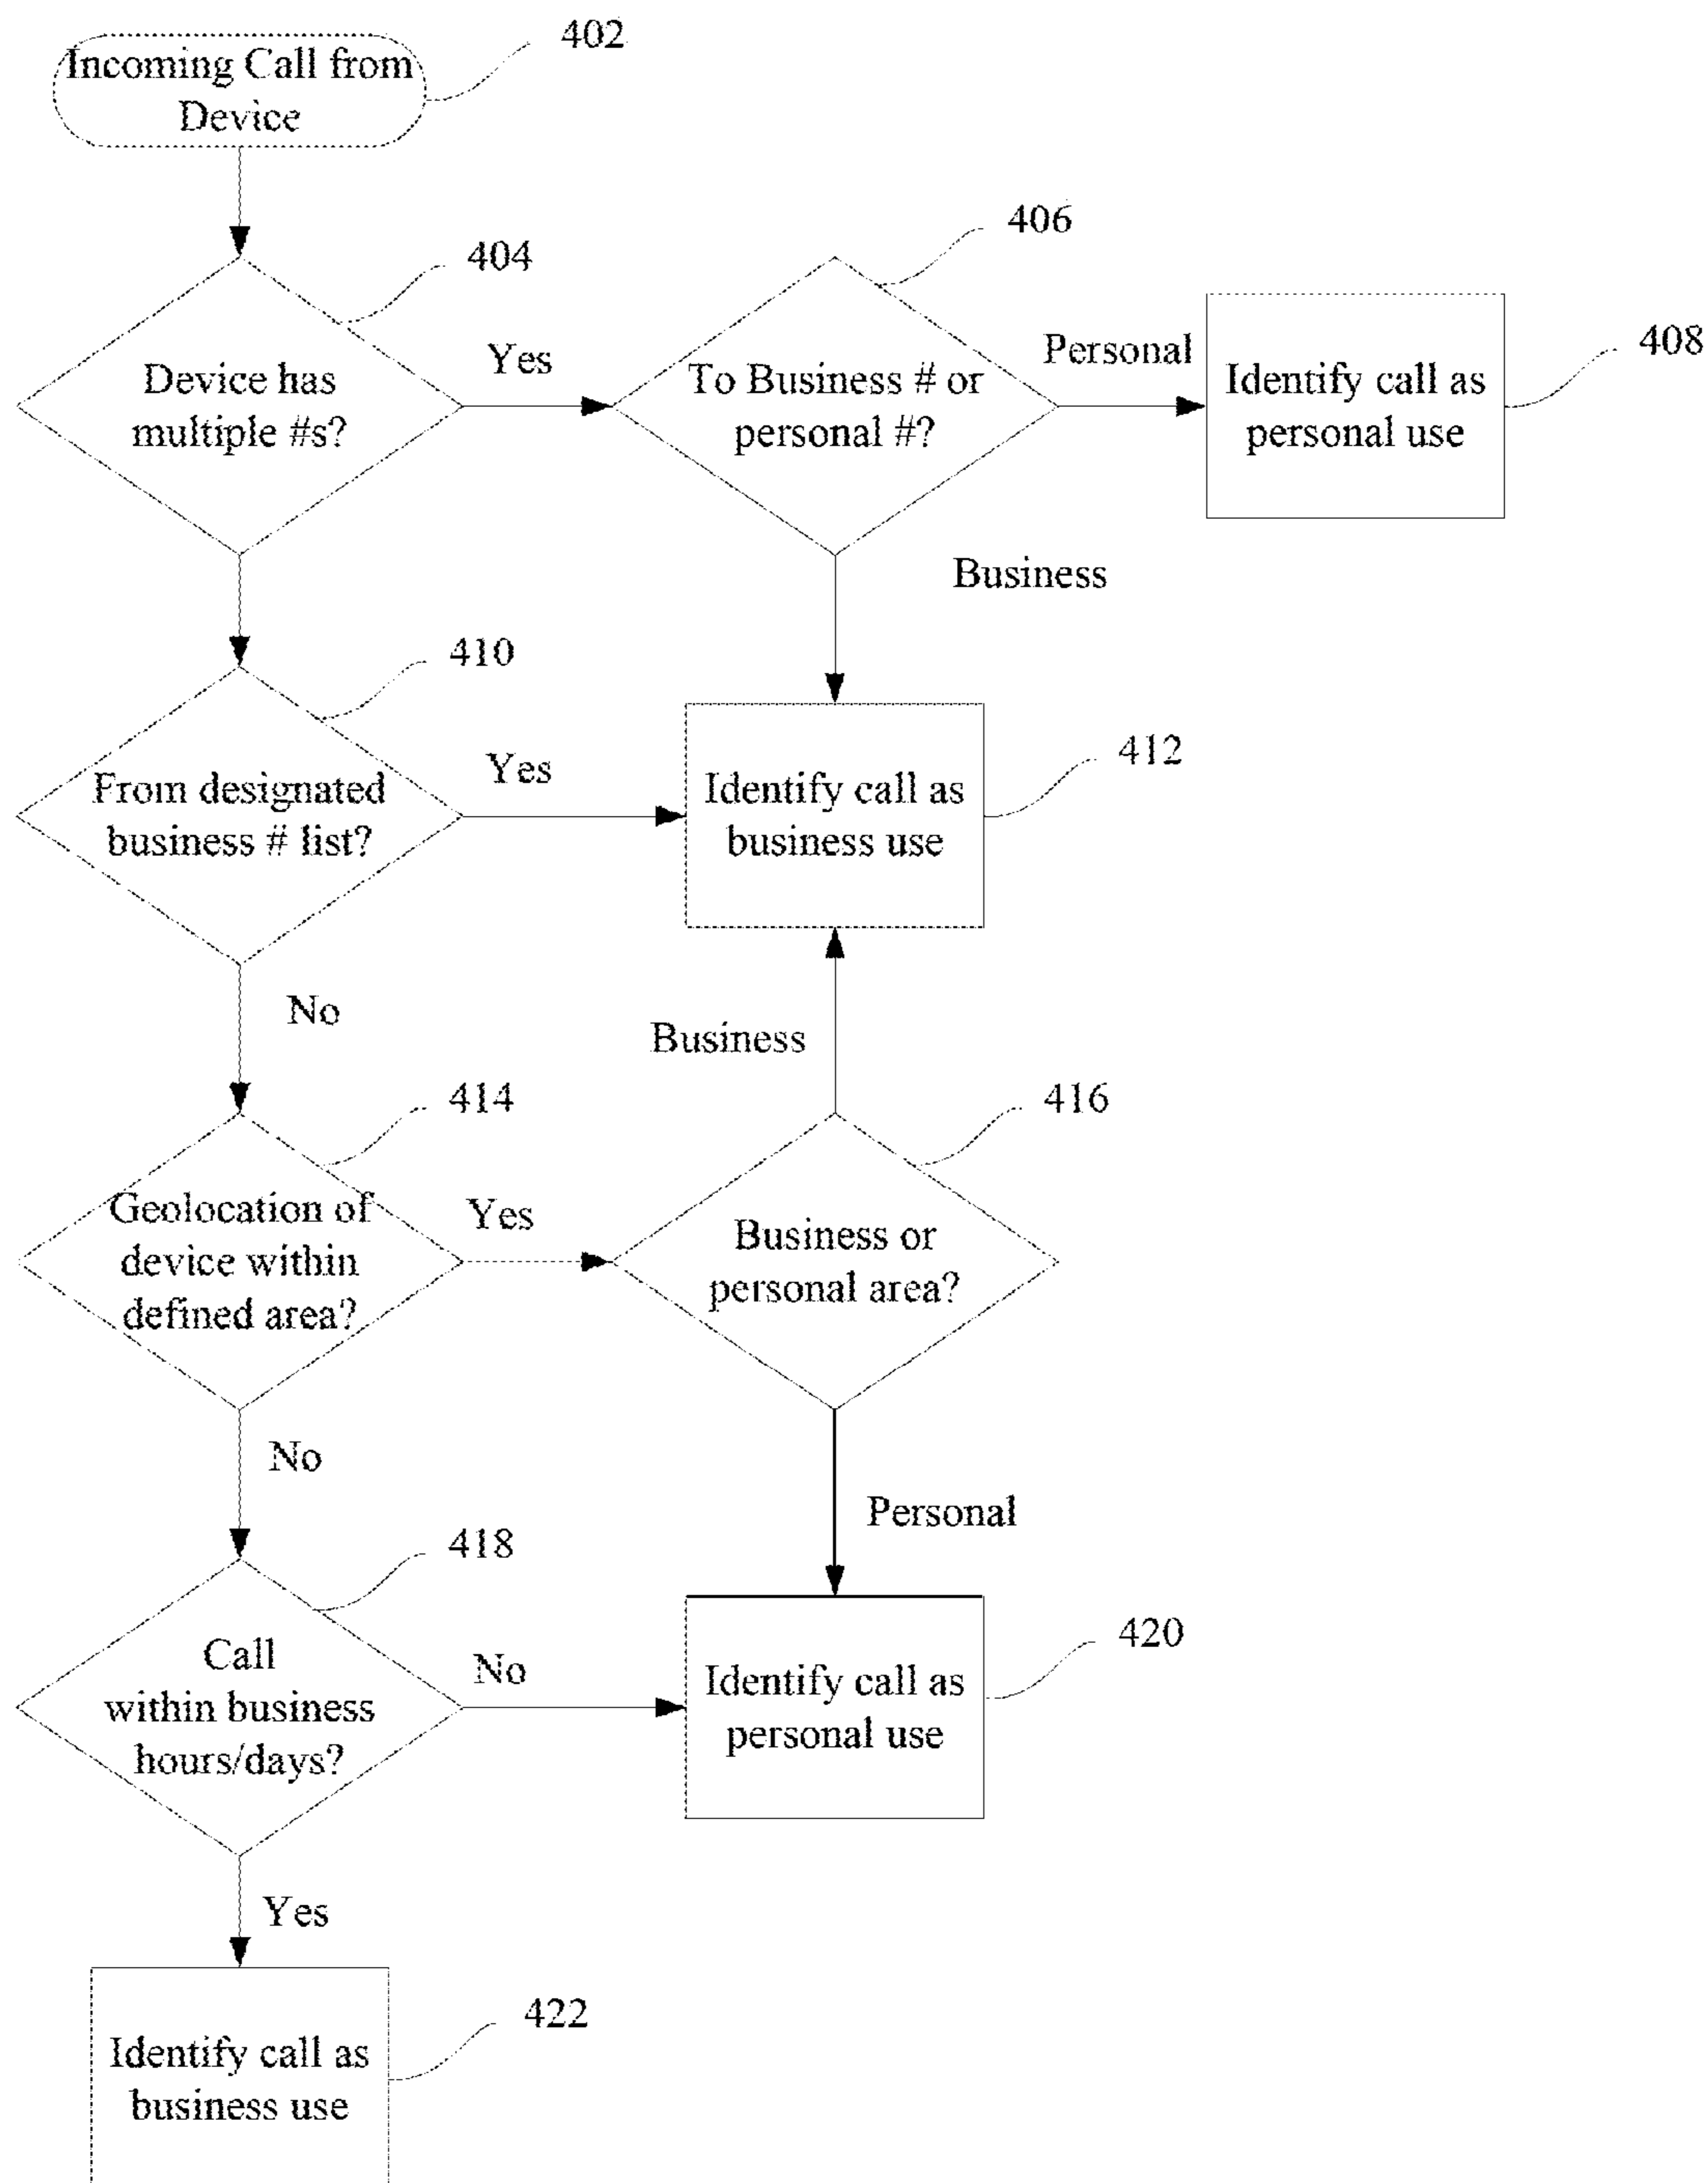 402
Incoming Call from
Device
404
406
408
Device has
multiple #s?
Yes
To Business # or
personal #?
Personal
Identify call as
personal use
Business
410
412
From designated
business # list?
Yes
Identify call as
business use
No
Business
414
416
Geolocation of
device within
defined area?
Yes
Business or
personal area?
No
Personal
418
420
Call
within business
hours/days?
No
Identify call as
personal use
Yes
422
Identify call as
business use